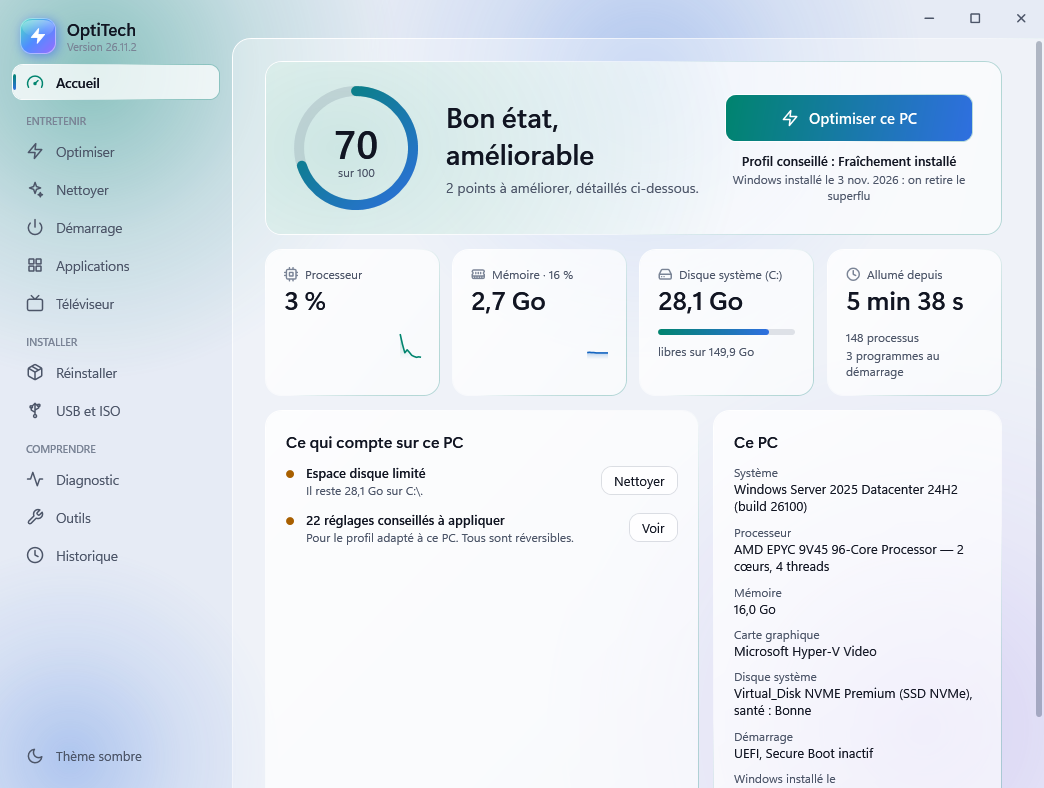 OptiTech
Version 26.11.2
Accueil
ENTRETENIR
Optimiser
Nettoyer
Démarrage
Applications
Téléviseur
INSTALLER
Réinstaller
USB et ISO
COMPRENDRE
Diagnostic
Outils
Historique
Thème sombre
70
sur 100
Bon état,
améliorable
2 points à améliorer, détaillés ci-dessous.
Optimiser ce PC
Profil conseillé : Fraîchement installé
Windows installé le 3 nov. 2026 : on retire le
superflu
Processeur
3 %
Mémoire · 16 %
2,7 Go
Disque système (C:)
28,1 Go
libres sur 149,9 Go
Allumé depuis
5 min 38 s
148 processus
3 programmes au
démarrage
Ce qui compte sur ce PC
Espace disque limité
Il reste 28,1 Go sur C:\.
Nettoyer
22 réglages conseillés à appliquer
Pour le profil adapté à ce PC. Tous sont réversibles.
Voir
Ce PC
Système
Windows Server 2025 Datacenter 24H2
(build 26100)
Processeur
AMD EPYC 9V45 96-Core Processor — 2
cœurs, 4 threads
Mémoire
16,0 Go
Carte graphique
Microsoft Hyper-V Video
Disque système
Virtual_Disk NVME Premium (SSD NVMe),
santé : Bonne
Démarrage
UEFI, Secure Boot inactif
Windows installé le